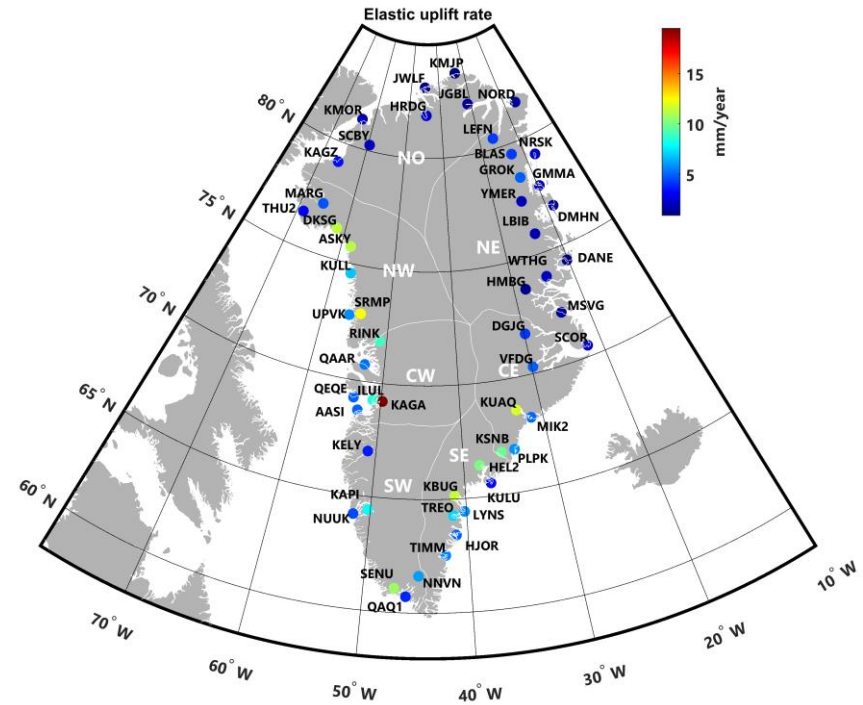 Elastic uplift rate
KMJP
JWLF
JGBL
NORD
HRDG
KMOR
80°N
SCBY
LEFN
NRSK
BLAS
KAGZ
NO
GROK
GMMA
MARG
YMER
THU2
DKSG
DMHN
75°N
LBIB
ASKY
NE
WTHG
DANE
KULL
NW
HMBG
SRMP
MSVG
UPVK
70°N
DGJG
RINK
SCOR
QAAR
VFDG
CW
CE
QEQE
ILUL
KAGA
KUAQ
AASI
65°N
MIK2
KELY
KSNB
SE
PLPK
HEL2
SW
KBUG
KAPI
KULU
60°N
TREO
LYNS
NUUK
HJOR
TIMM
SENU
NNVN
QAQ1
70°W
60°W
50°W
40°W
30°W
20°W
10°W
15
10
5
mm/year